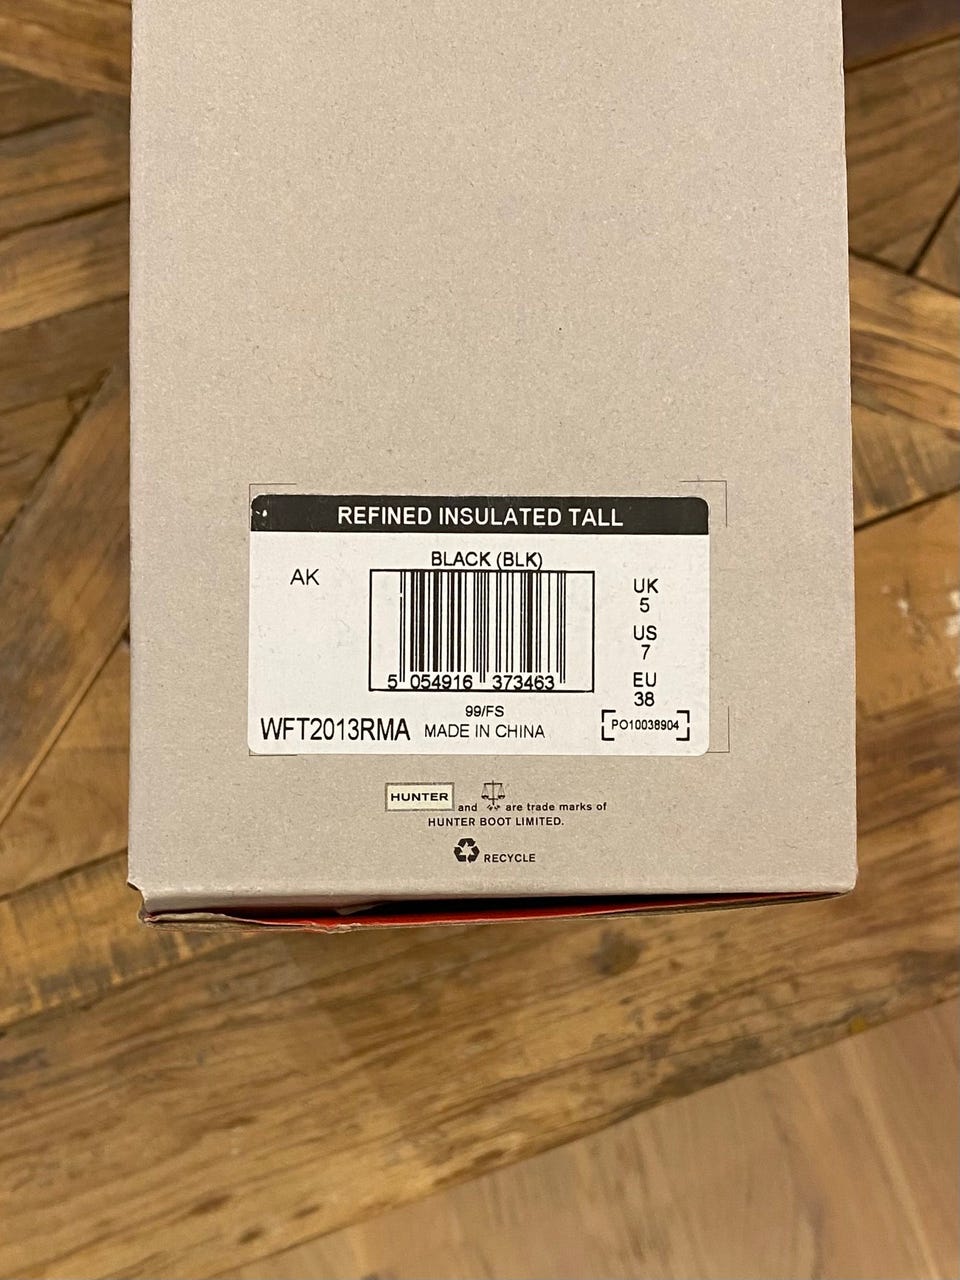 REFINED INSULATED TALL
BLACK (BLK)
AK
5 054916 373463
UK
5
US
7
EU
38
99/FS
WFT2013RMA MADE IN CHINA
PO10038904
HUNTER and are trade marks of
HUNTER BOOT LIMITED.
RECYCLE